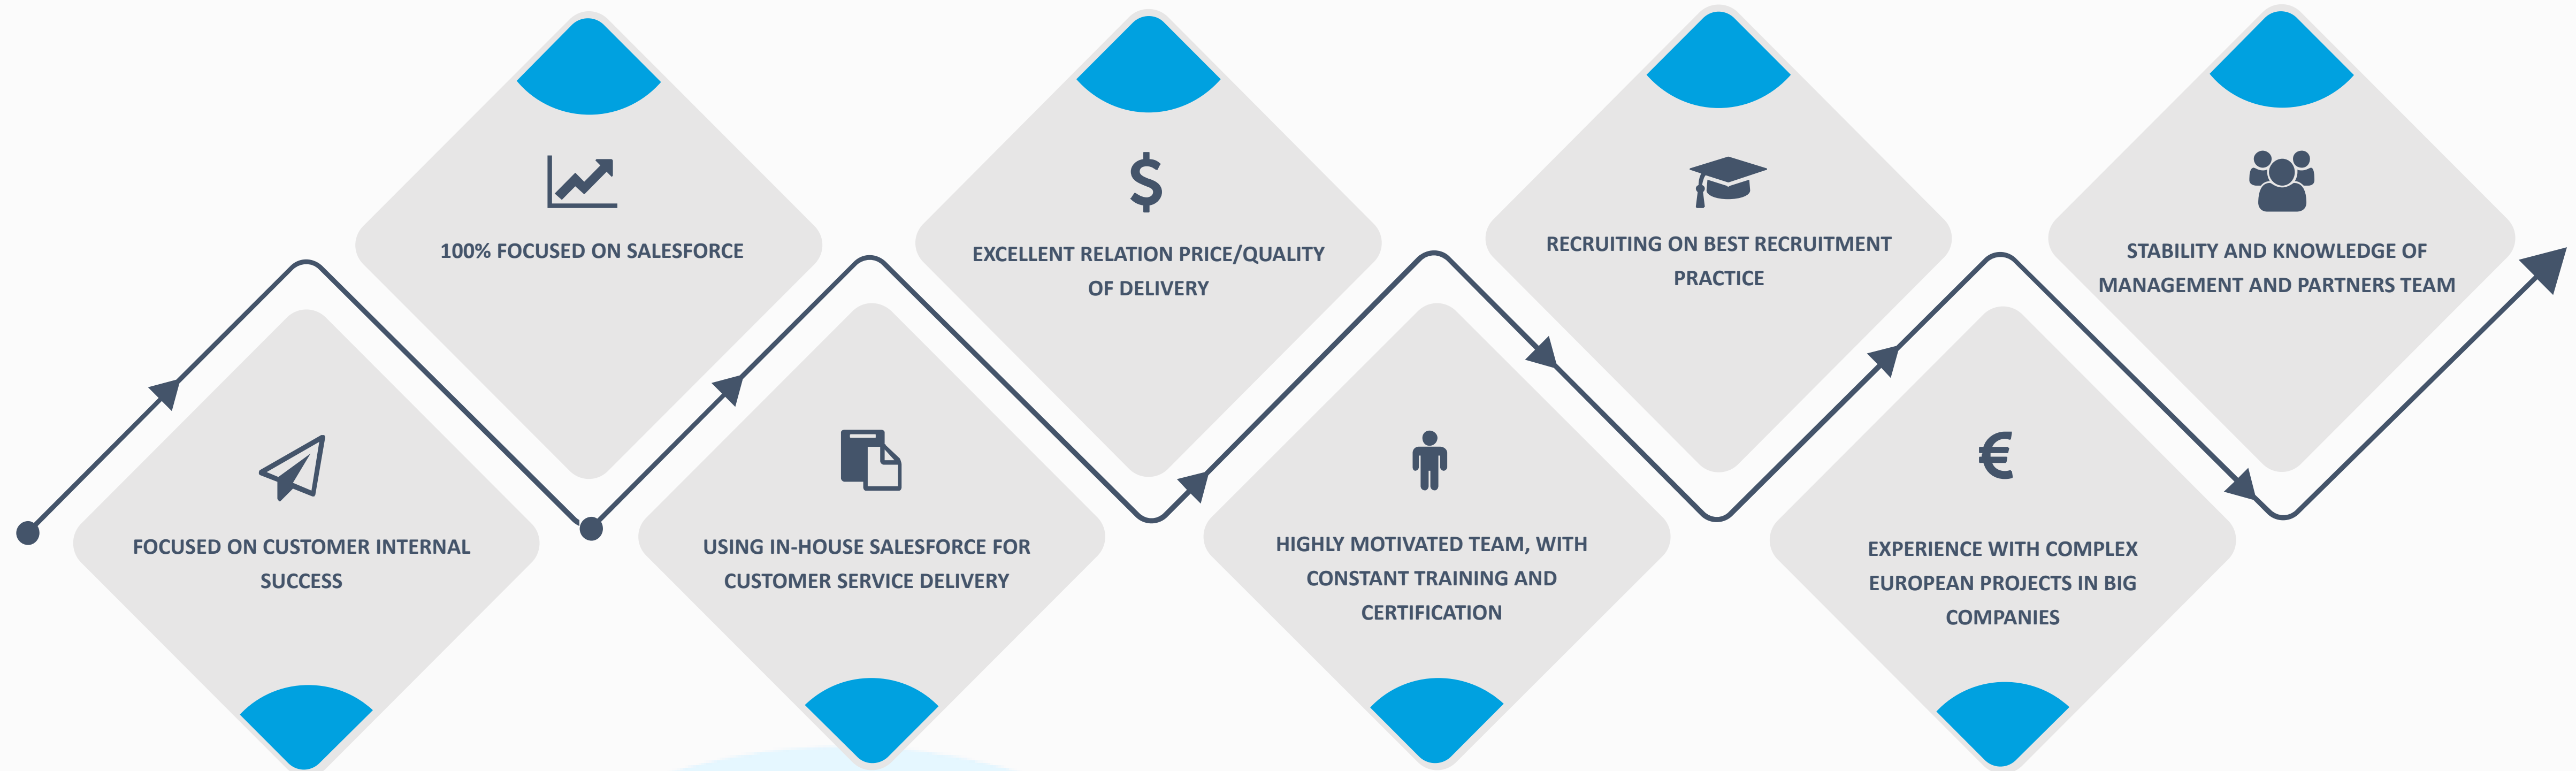 FOCUSED ON CUSTOMER INTERNAL
SUCCESS
100% FOCUSED ON SALESFORCE
USING IN-HOUSE SALESFORCE FOR
CUSTOMER SERVICE DELIVERY
EXCELLENT RELATION PRICE/QUALITY
OF DELIVERY
HIGHLY MOTIVATED TEAM, WITH
CONSTANT TRAINING AND
CERTIFICATION
RECRUITING ON BEST RECRUITMENT
PRACTICE
EXPERIENCE WITH COMPLEX
EUROPEAN PROJECTS IN BIG
COMPANIES
STABILITY AND KNOWLEDGE OF
MANAGEMENT AND PARTNERS TEAM